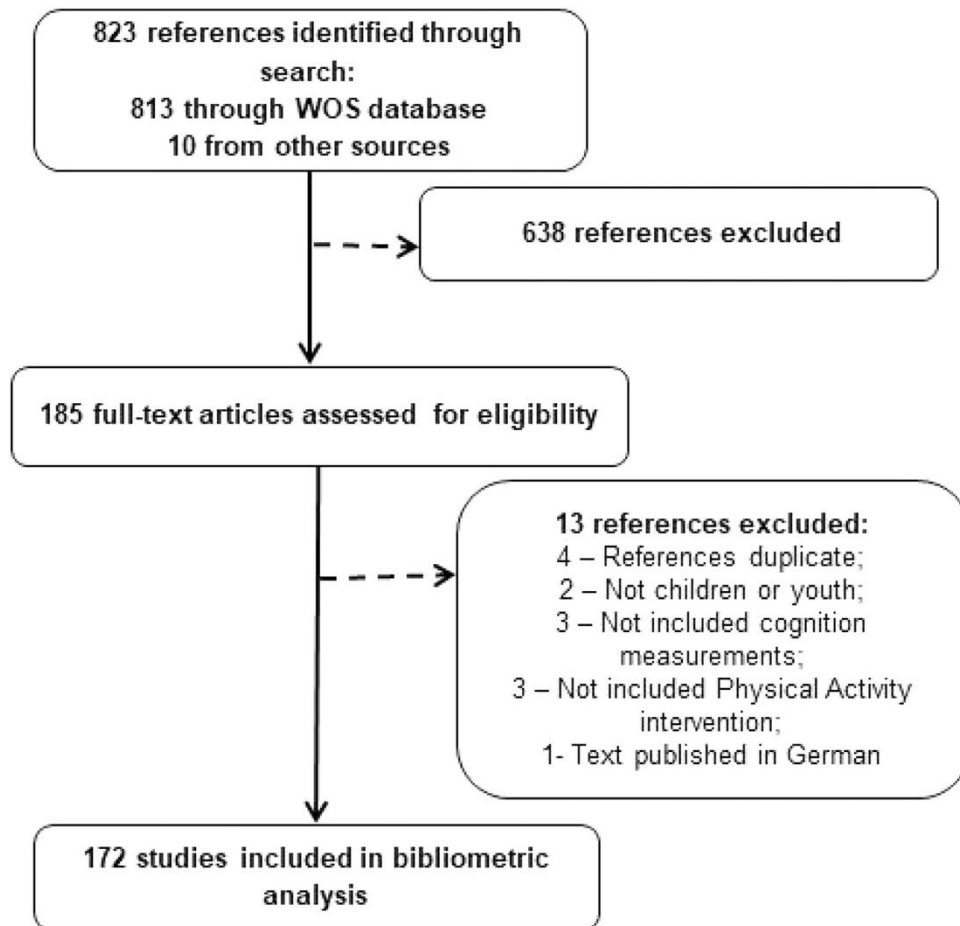 823 references identified through
search:
813 through WOS database
10 from other sources
638 references excluded
185 full-text articles assessed for eligibility
13 references excluded:
4 – References duplicate;
2 – Not children or youth;
3 – Not included cognition
measurements;
3 – Not included Physical Activity
intervention;
1- Text published in German
172 studies included in bibliometric
analysis